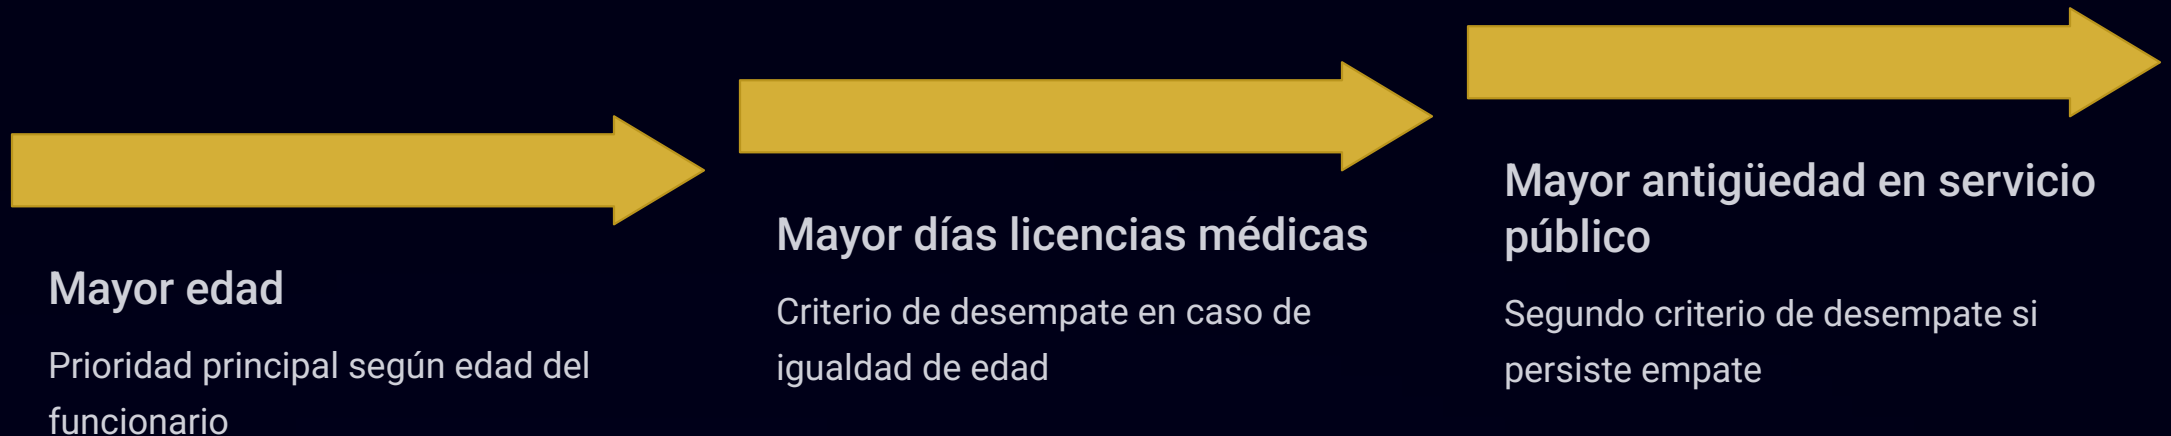 Mayor edad
Prioridad principal según edad del
funcionario
Mayor días licencias médicas
Criterio de desempate en caso de
igualdad de edad
Mayor antigüedad en servicio
público
Segundo criterio de desempate si
persiste empate